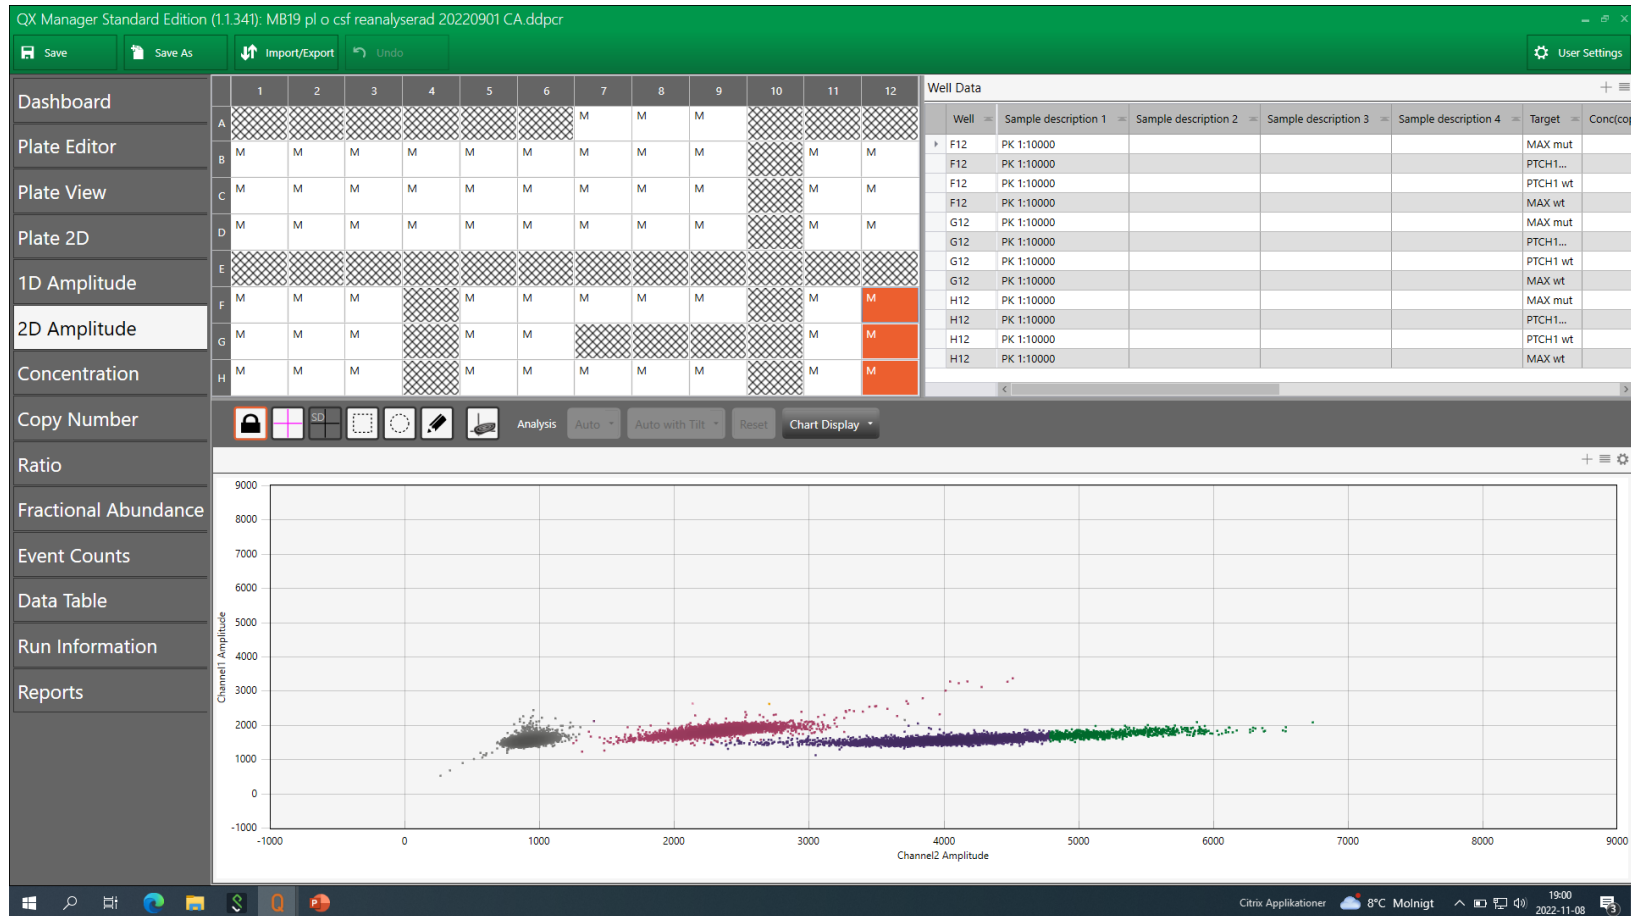 QX Manager Standard Edition (1.1.341): MB19 pl o csf reanalyserad 20220901 CA.ddpcr
Save
Save As
Import/Export
Undo
User Settings
Dashboard
Plate Editor
Plate View
Plate 2D
1D Amplitude
2D Amplitude
Concentration
Copy Number
Ratio
Fractional Abundance
Event Counts
Data Table
Run Information
Reports
1 2 3 4 5 6 7 8 9 10 11 12
A M M M
B M M M M M M M M M M M
C M M M M M M M M M M M
D M M M M M M M M M M M
E
F M M M M M M M M M M
G M M M M M M M
H M M M M M M M M M M
Well Data
Well Sample description 1 Sample description 2 Sample description 3 Sample description 4 Target Conc(cop
F12 PK 1:10000 MAX mut
F12 PK 1:10000 PTCH1...
F12 PK 1:10000 PTCH1 wt
F12 PK 1:10000 MAX wt
G12 PK 1:10000 MAX mut
G12 PK 1:10000 PTCH1...
G12 PK 1:10000 PTCH1 wt
G12 PK 1:10000 MAX wt
H12 PK 1:10000 MAX mut
H12 PK 1:10000 PTCH1...
H12 PK 1:10000 PTCH1 wt
H12 PK 1:10000 MAX wt
SD
Analysis
Auto
Auto with Tilt
Reset
Chart Display
Channel1 Amplitude
9000
8000
7000
6000
5000
4000
3000
2000
1000
0
-1000
-1000 0 1000 2000 3000 4000 5000 6000 7000 8000 9000
Channel2 Amplitude
Citrix Applikationer
8°C Molnigt
19:00
2022-11-08
3